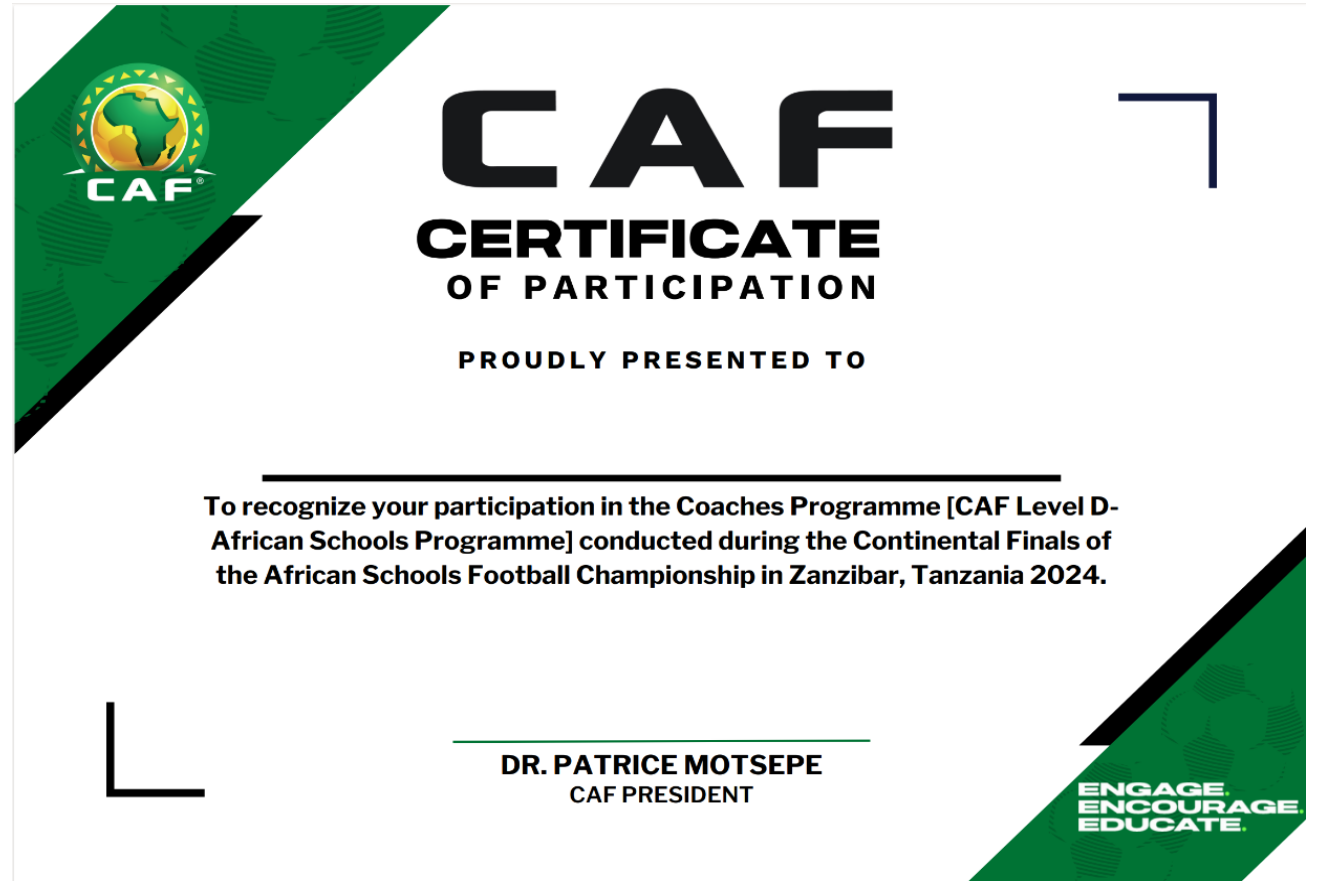 CAF®
CAF
CERTIFICATE
OF PARTICIPATION
PROUDLY PRESENTED TO
To recognize your participation in the Coaches Programme [CAF Level D-
African Schools Programme] conducted during the Continental Finals of
the African Schools Football Championship in Zanzibar, Tanzania 2024.
DR. PATRICE MOTSEPE
CAF PRESIDENT
ENGAGE.
ENCOURAGE.
EDUCATE.